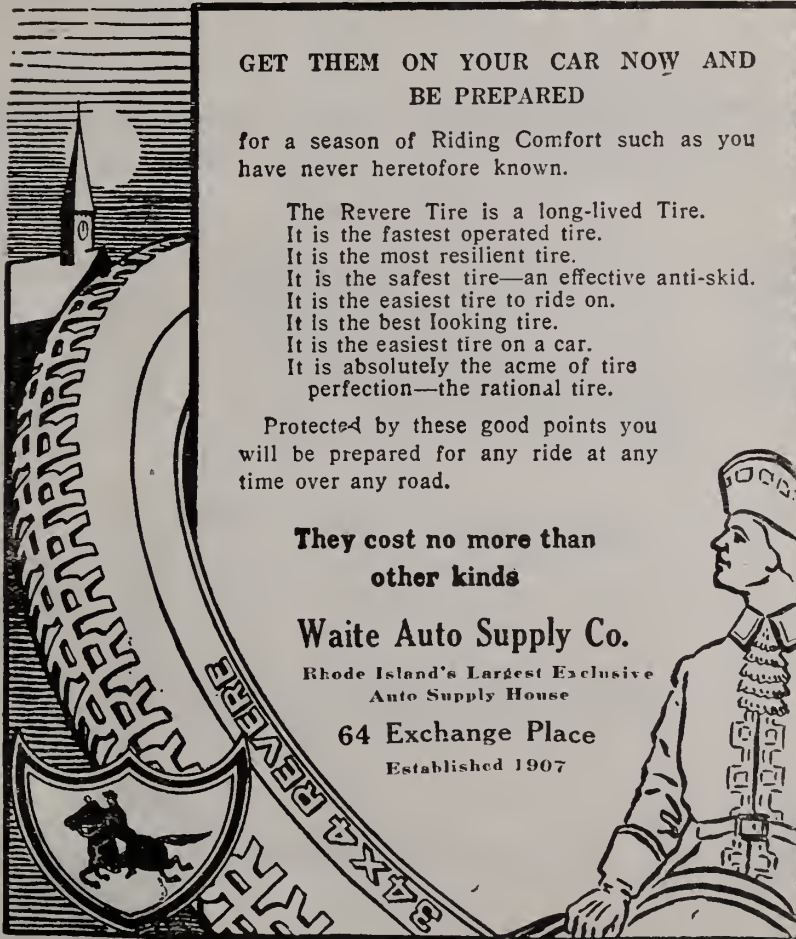 GET THEM ON YOUR CAR NOW AND
BE PREPARED
for a season of Riding Comfort such as you
have never heretofore known.
The Revere Tire is a long-lived Tire.
It is the fastest operated tire.
It is the most resilient tire.
It is the safest tire—an effective anti-skid.
It is the easiest tire to ride on.
It is the best looking tire.
It is the easiest tire on a car.
It is absolutely the acme of tire
perfection—the rational tire.
Protected by these good points you
will be prepared for any ride at any
time over any road.
They cost no more than
other kinds
Waite Auto Supply Co.
Rhode Island's Largest Exclusive
Auto Supply House
64 Exchange Place
Established 1907
34X4 REVERE